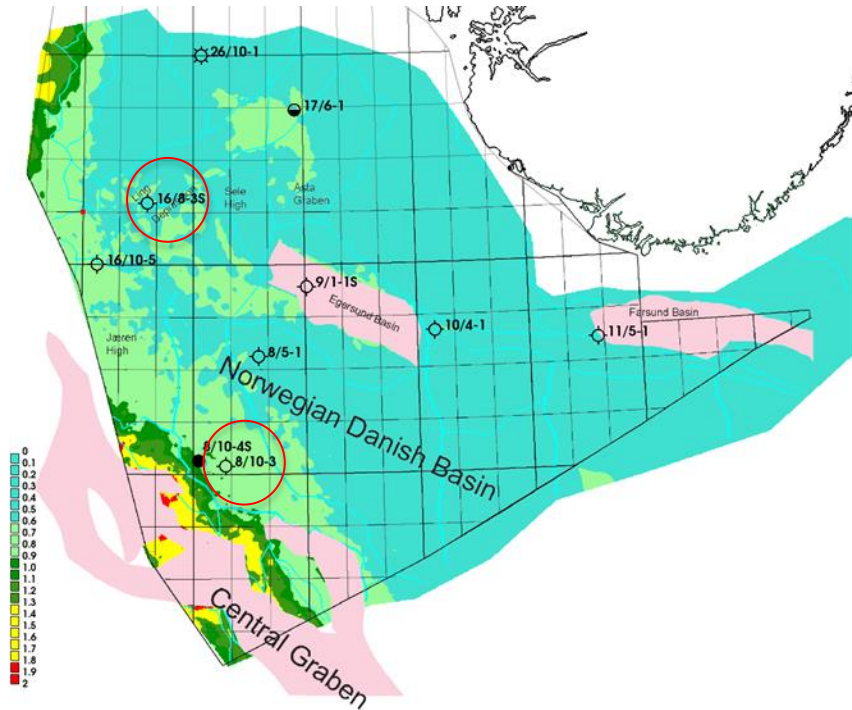 26/10-1
17/6-1
Ling
Depression
16/8-3S
Sele
High
Åsta
Graben
16/10-5
9/1-1S
Egersund Basin
Farsund Basin
10/4-1
11/5-1
Jæren
High
8/5-1
Norwegian Danish Basin
8/10-4S
8/10-3
Central Graben
0
0.1
0.2
0.3
0.4
0.5
0.6
0.7
0.8
0.9
1.0
1.1
1.2
1.3
1.4
1.5
1.6
1.7
1.8
1.9
2